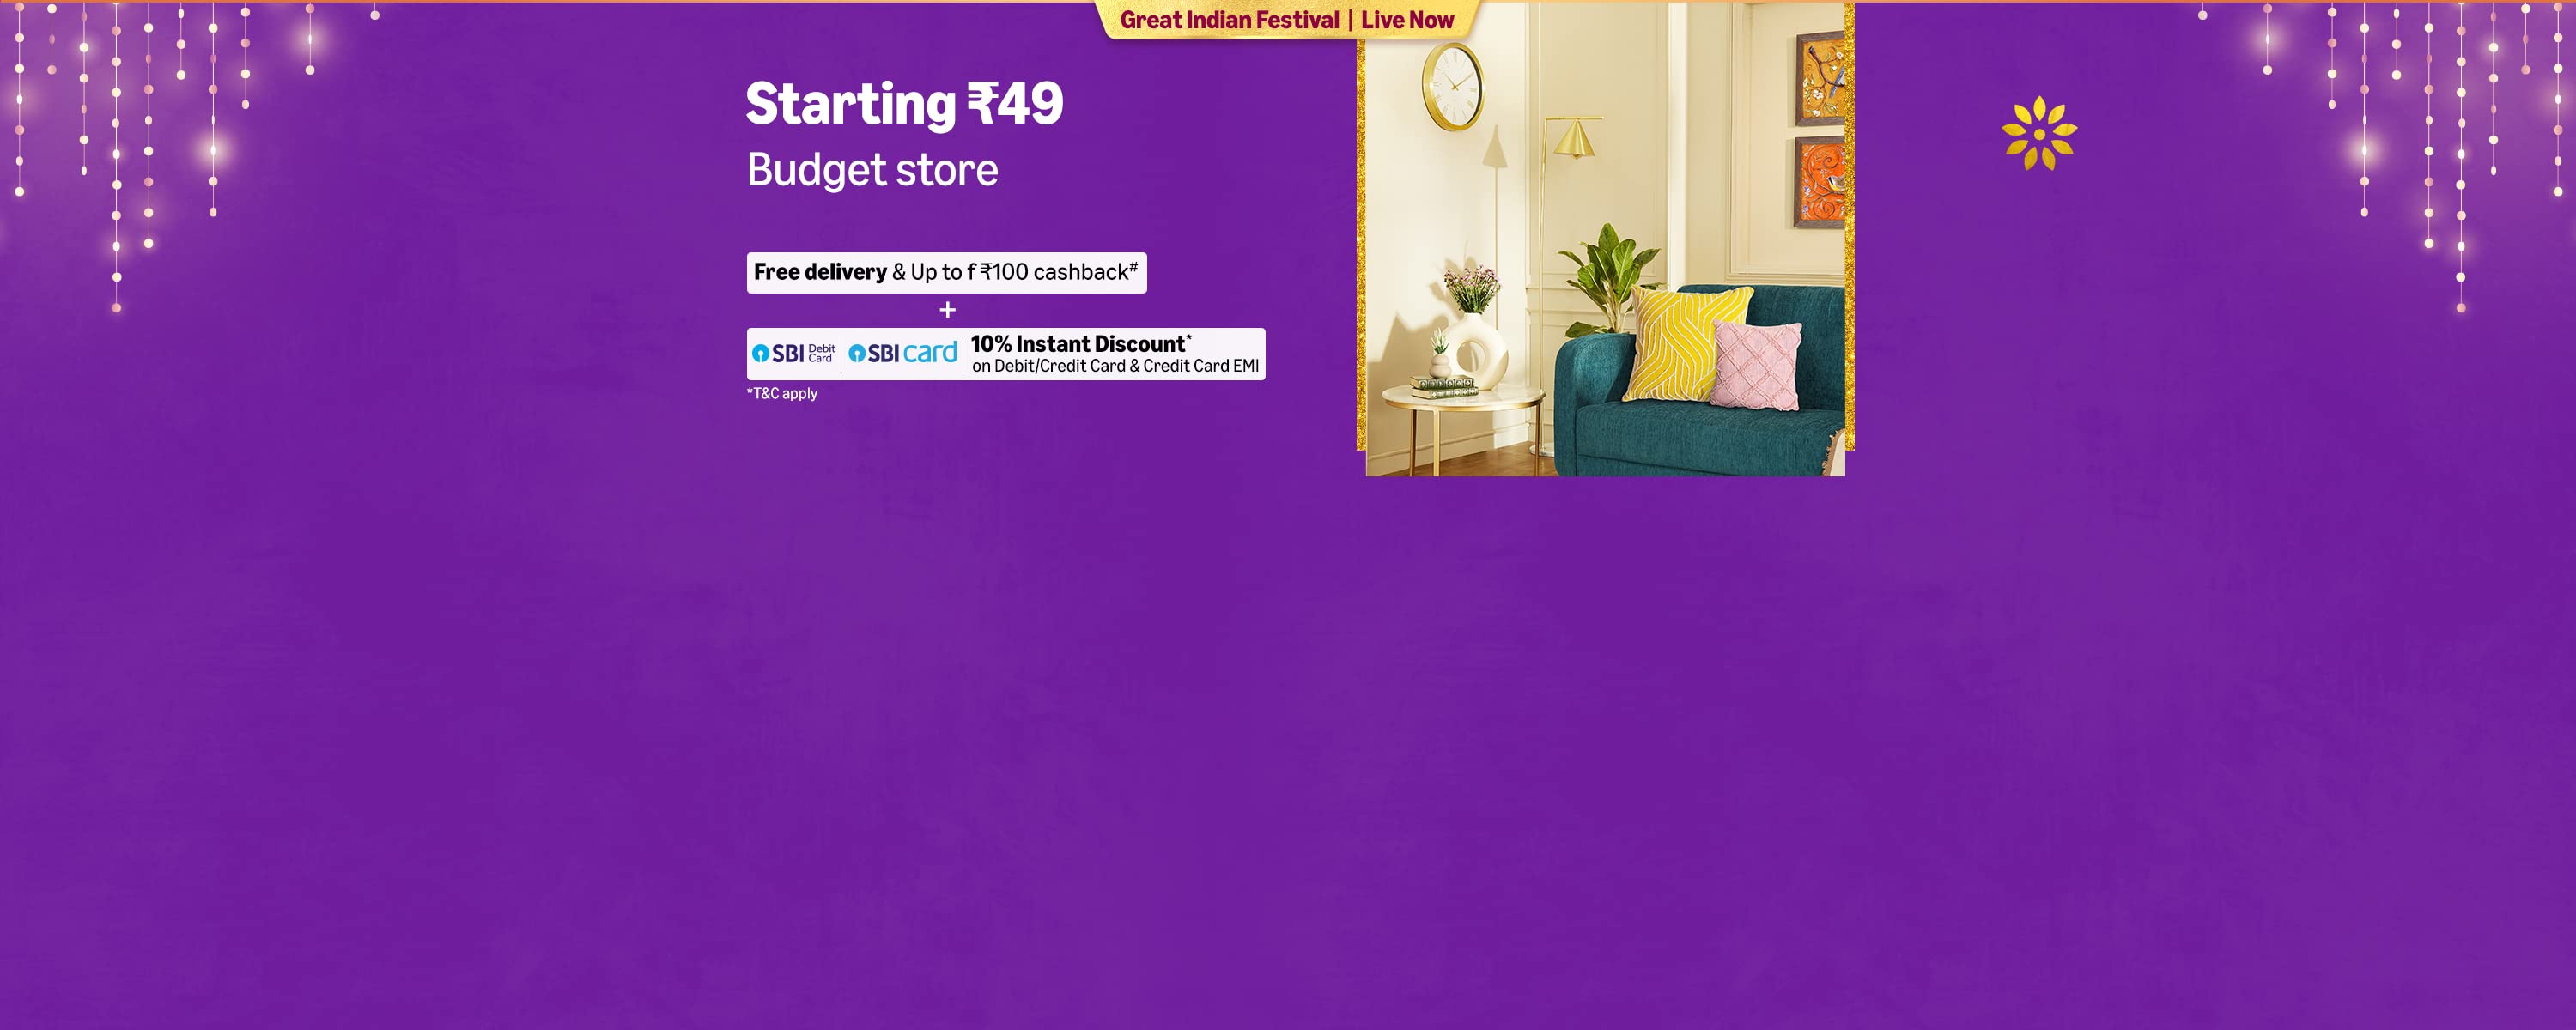 Great Indian Festival | Live Now
Starting ₹49
Budget store
Free delivery & Up to f ₹100 cashback#
+
SBI Debit Card | SBI card | 10% Instant Discount*
on Debit/Credit Card & Credit Card EMI
*T&C apply